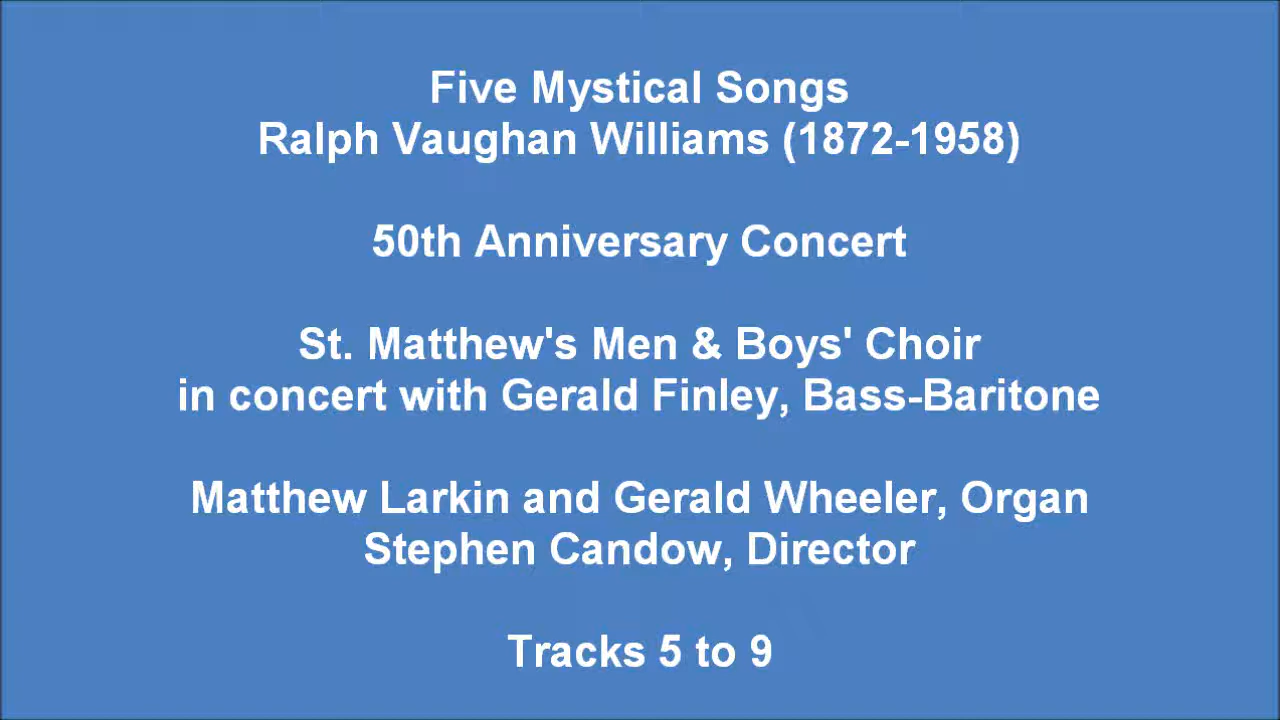 Five Mystical Songs
Ralph Vaughan Williams (1872-1958)
50th Anniversary Concert
St. Matthew's Men & Boys' Choir
in concert with Gerald Finley, Bass-Baritone
Matthew Larkin and Gerald Wheeler, Organ
Stephen Candow, Director
Tracks 5 to 9